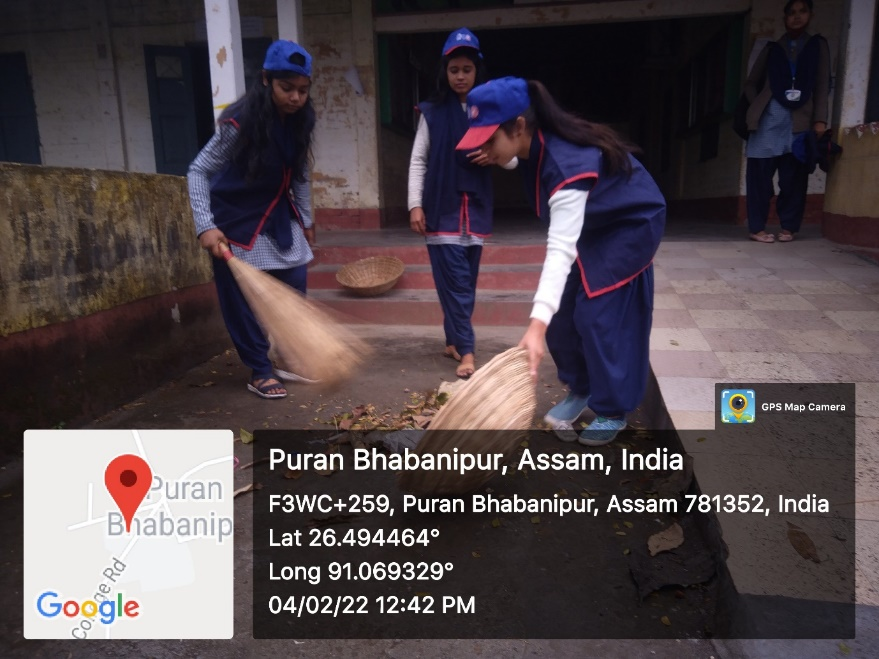 GPS Map Camera
Puran Bhabanipur, Assam, India
F3WC+259, Puran Bhabanipur, Assam 781352, India
Lat 26.494464°
Long 91.069329°
04/02/22 12:42 PM
Puran
Bhabanip
College Rd
Google